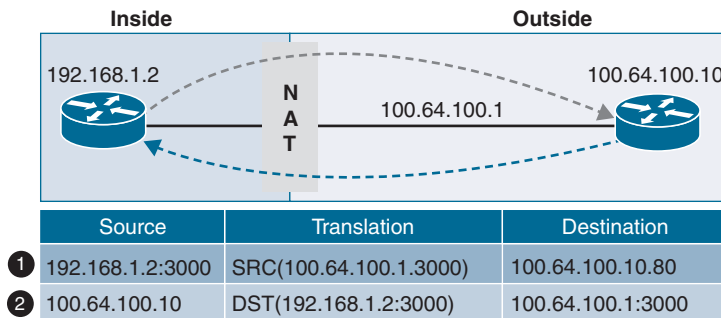 Inside
Outside
192.168.1.2
100.64.100.10
N
A
T
100.64.100.1
Source Translation Destination
1 192.168.1.2:3000 SRC(100.64.100.1.3000) 100.64.100.10.80
2 100.64.100.10 DST(192.168.1.2:3000) 100.64.100.1:3000